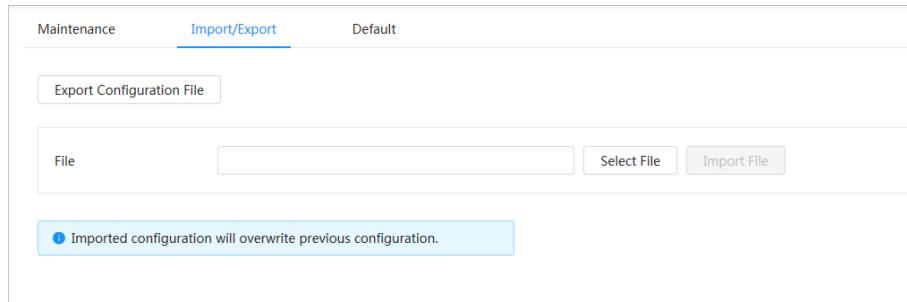 Maintenance Import/Export Default
Export Configuration File
File Select File Import File
Imported configuration will overwrite previous configuration.